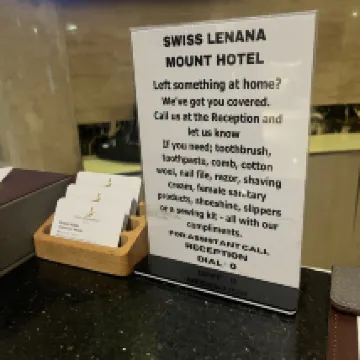 SWISS LENANA
MOUNT HOTEL
Left something at home?
We've got you covered.
Call us at the Reception and
let us know
If you need; toothbrush,
toothpaste, comb, cotton
wool, nail file, razor, shaving
cream, female sanitary
products, shoeshine, slippers
or a sewing kit - all with our
compliments.
FOR ASSISTANT CALL
RECEPTION
DIAL 0